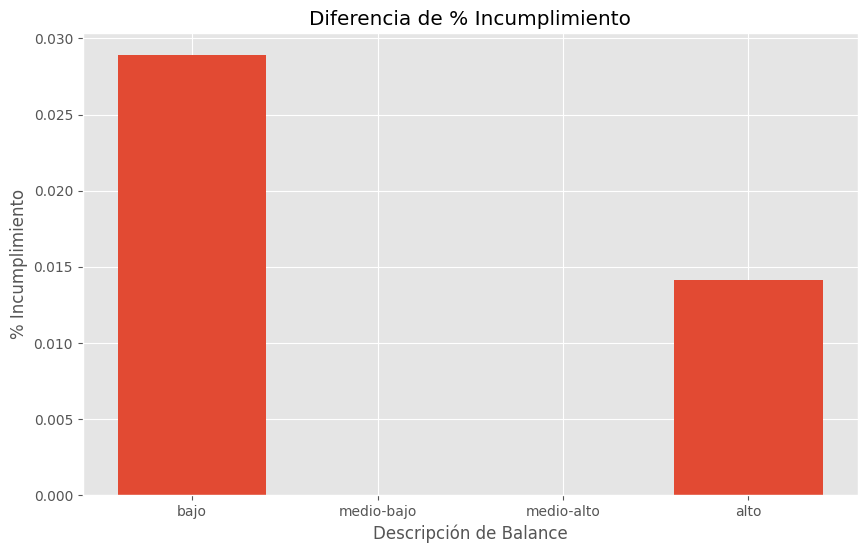 Diferencia de % Incumplimiento
0.030
0.025
0.020
0.015
0.010
0.005
0.000
% Incumplimiento
bajo medio-bajo medio-alto alto
Descripción de Balance